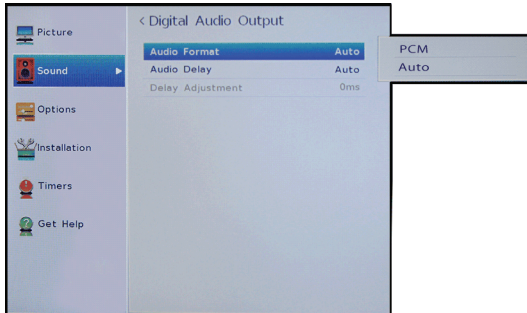 Picture
Sound
Options
Installation
Timers
Get Help
< Digital Audio Output
Audio Format Auto
Audio Delay Auto
Delay Adjustment 0ms
PCM
Auto